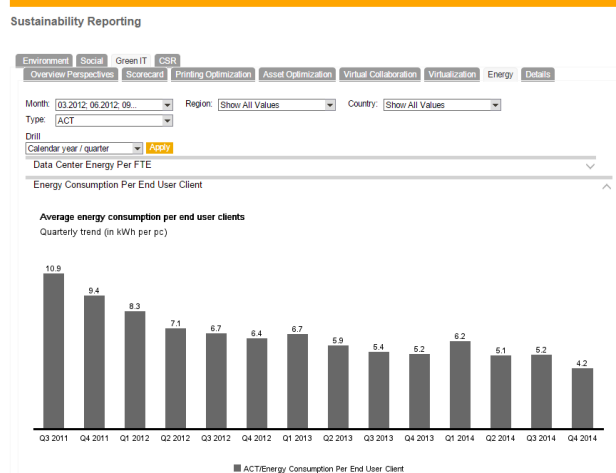 Sustainability Reporting
Environment Social Green IT CSR
Overview Perspectives Scorecard Printing Optimization Asset Optimization Virtual Collaboration Virtualization Energy Details
Month: 03.2012; 06.2012; 09... Region: Show All Values Country: Show All Values
Type: ACT
Drill
Calendar year / quarter Apply
Data Center Energy Per FTE
Energy Consumption Per End User Client
Average energy consumption per end user clients
Quarterly trend (in kWh per pc)
10.9 9.4 8.3 7.1 6.7 6.4 6.7 5.9 5.4 5.2 6.2 5.1 5.2 4.2
Q3 2011 Q4 2011 Q1 2012 Q2 2012 Q3 2012 Q4 2012 Q1 2013 Q2 2013 Q3 2013 Q4 2013 Q1 2014 Q2 2014 Q3 2014 Q4 2014
ACT/Energy Consumption Per End User Client